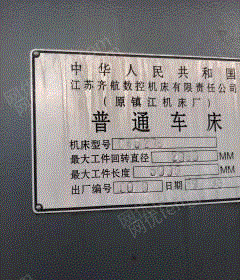 中华人民共和国
江苏齐航数控机床有限责任公司
（原镇江机床厂）
普通车床
机床型号
最大工件回转直径 MM
最大工件长度 MM
出厂编号 日期